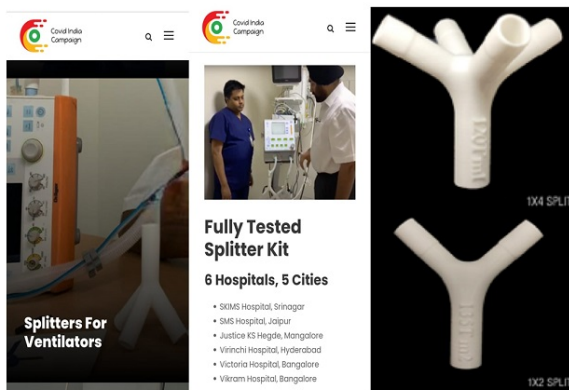 Covid India
Campaign
Splitters For
Ventilators
Covid India
Campaign
Fully Tested
Splitter Kit
6 Hospitals, 5 Cities
SKIMS Hospital, Srinagar
SMS Hospital, Jaipur
Justice KS Hegde, Mangalore
Virinchi Hospital, Hyderabad
Victoria Hospital, Bangalore
Vikram Hospital, Bangalore
1X4 SPLIT
1X2 SPLIT